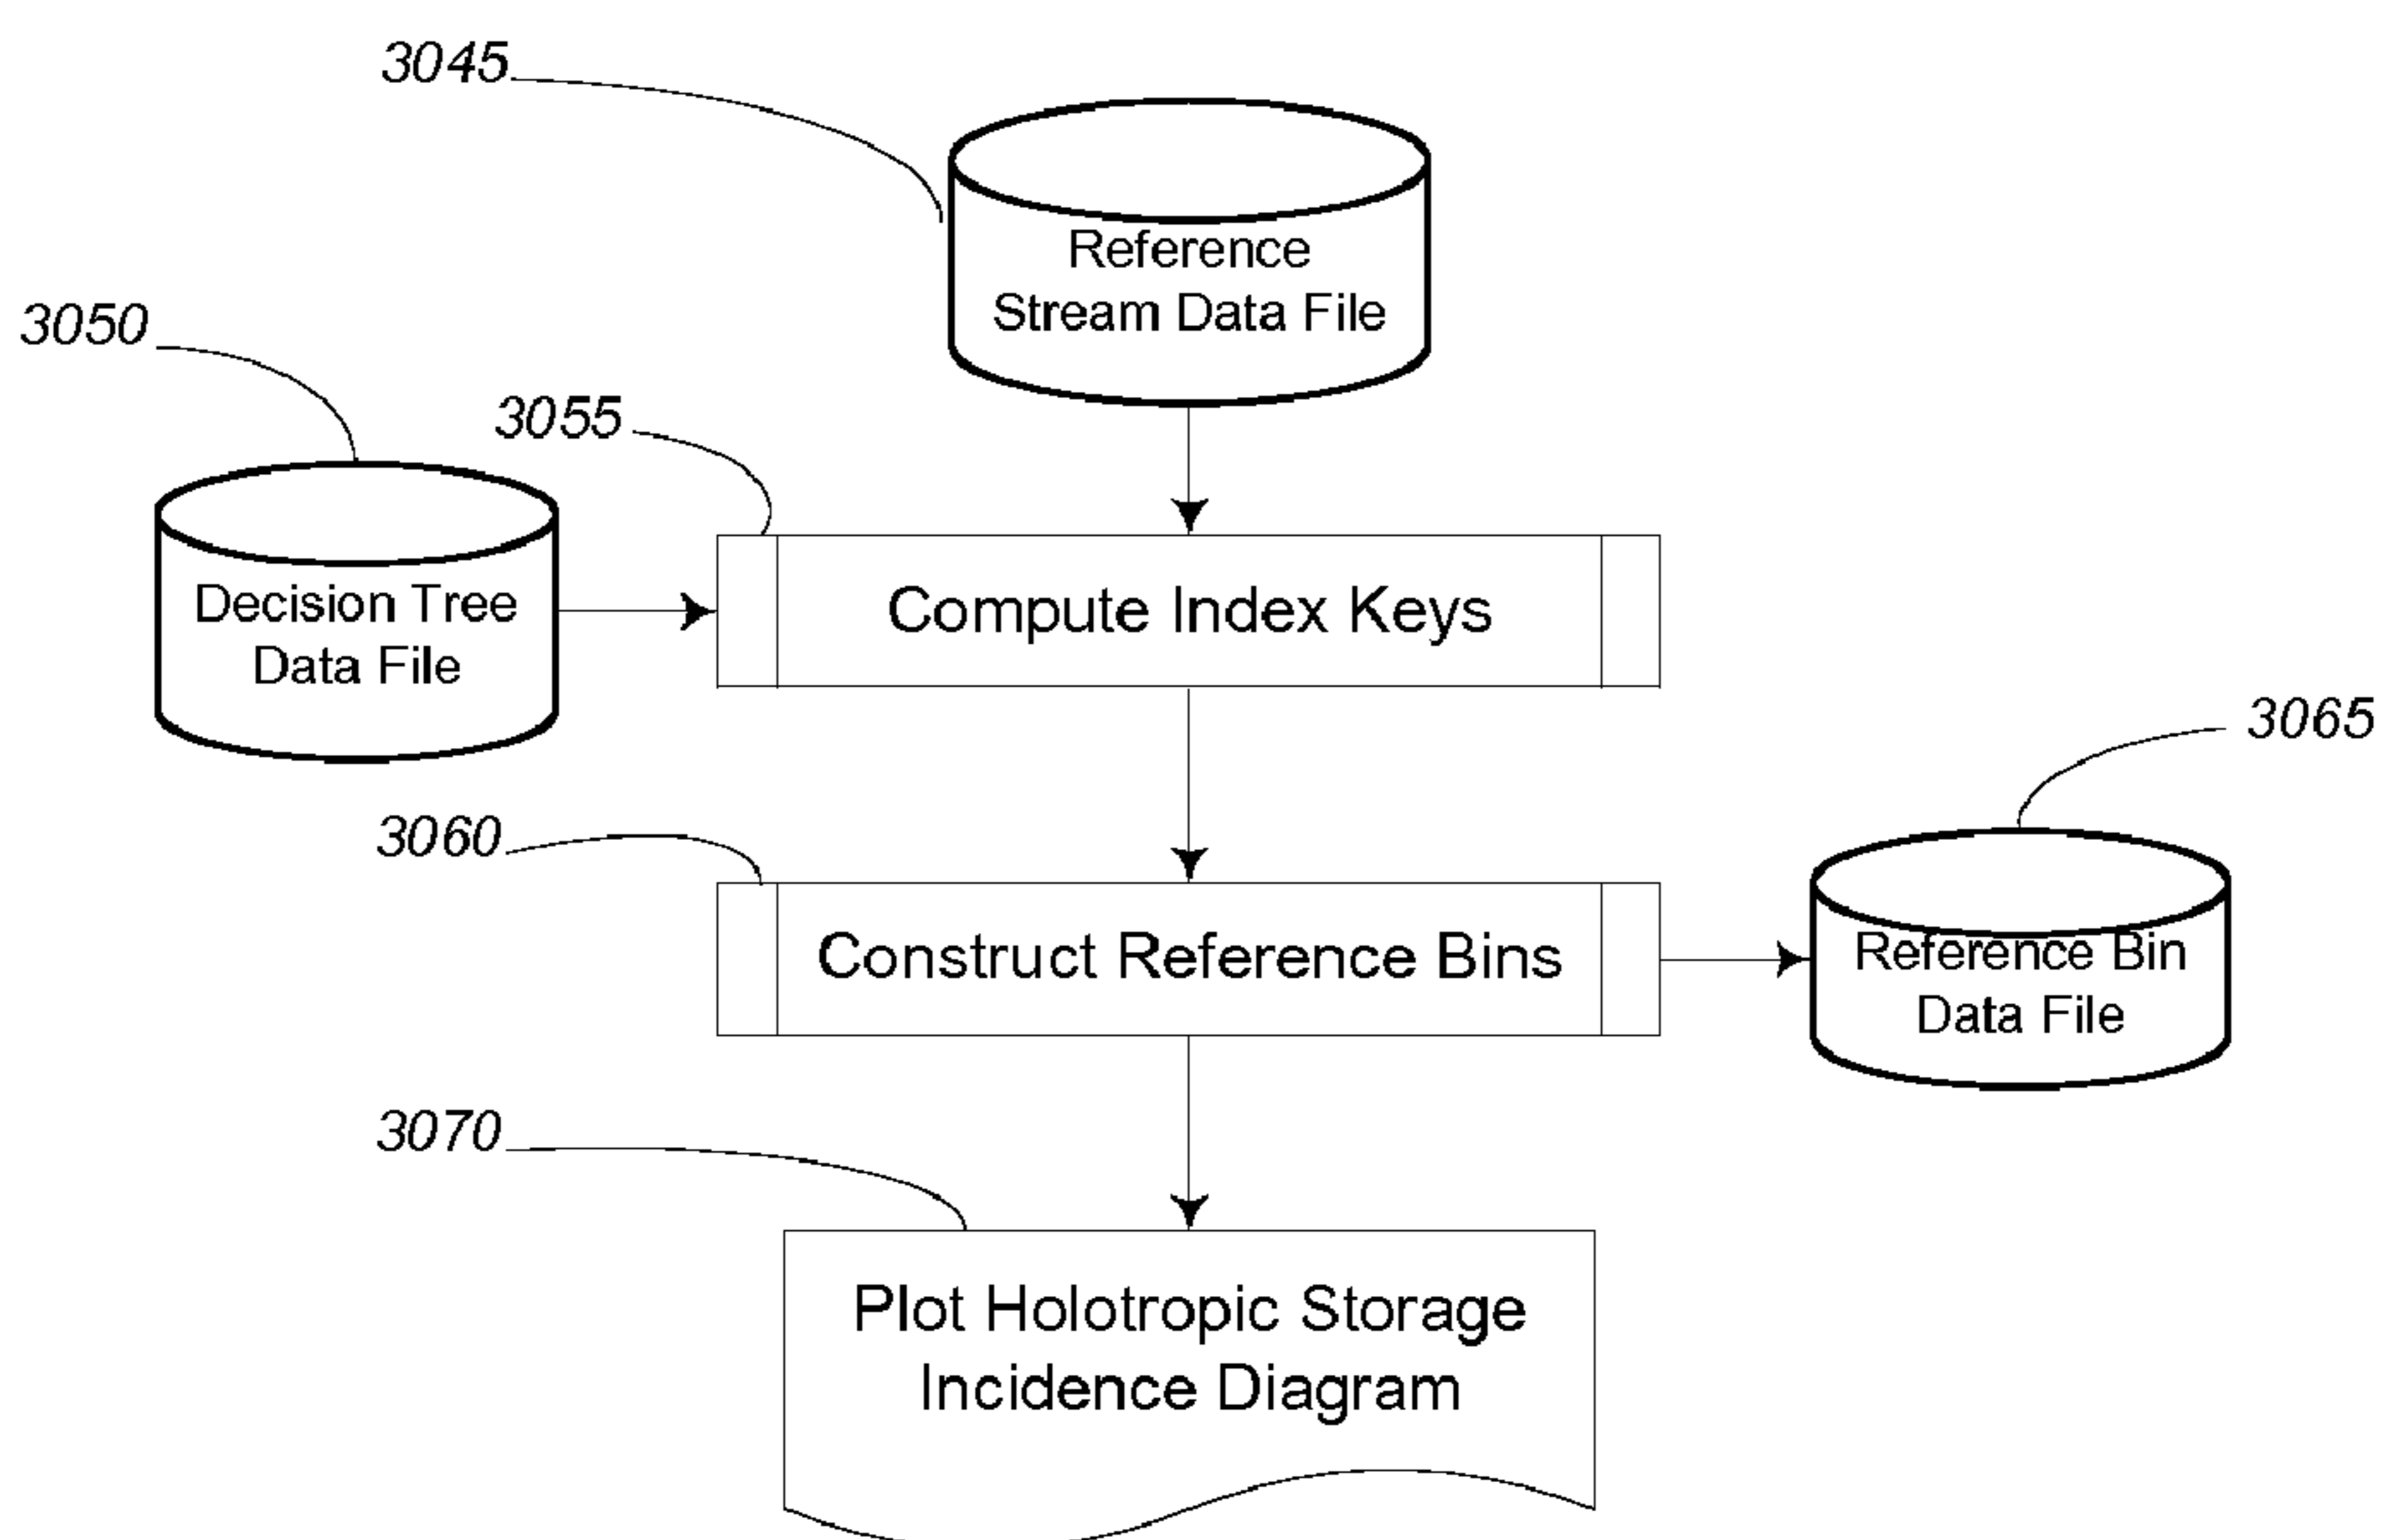 3045
Reference
Stream Data File
3050
3055
Decision Tree
Data File
Compute Index Keys
3065
3060
Construct Reference Bins
Reference Bin
Data File
3070
Plot Holotropic Storage
Incidence Diagram